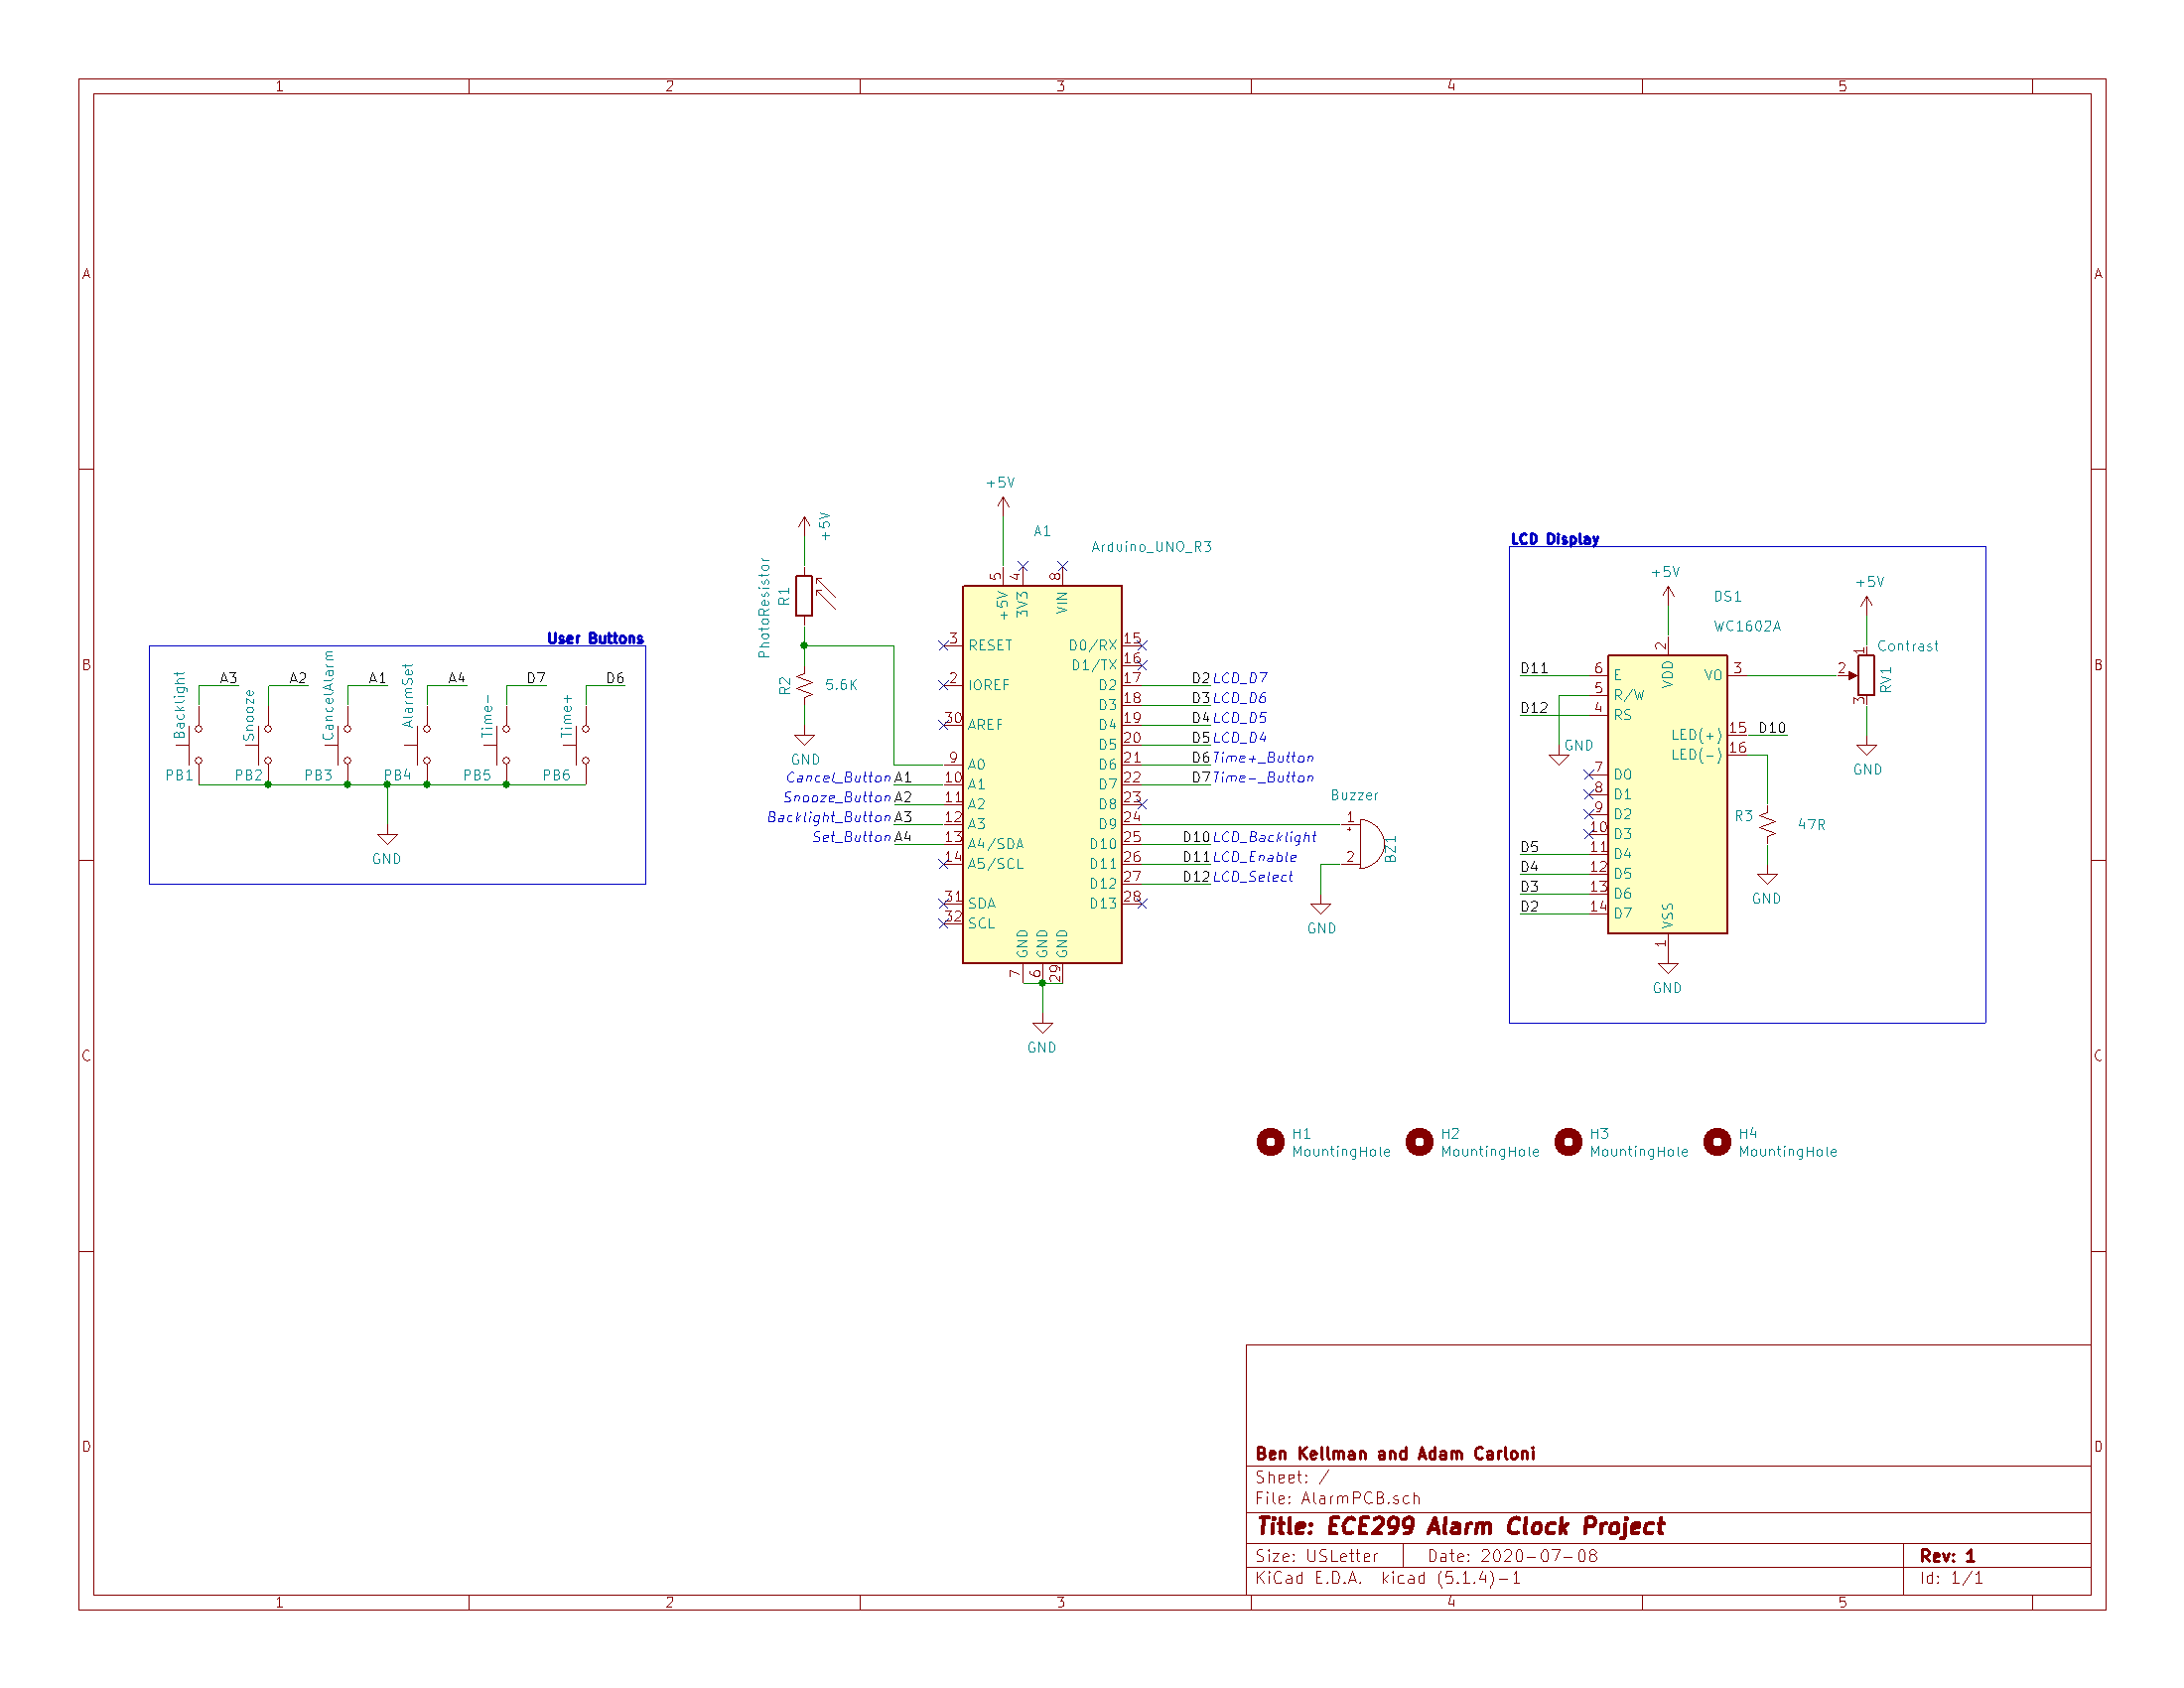 1 2 3 4 5
A A
B B
C C
D D
User Buttons
Backlight
A3
PB1
Snooze
A2
PB2
CancelAlarm
A1
PB3
AlarmSet
A4
PB4
Time-
D7
PB5
Time+
D6
PB6
GND
+5V
PhotoResistor
R1
R2
5.6K
GND
+5V
A1
Arduino_UNO_R3
5 +5V
4 3V3
8 VIN
3 RESET
2 IOREF
30 AREF
9 A0
Cancel_Button A1 10 A1
Snooze_Button A2 11 A2
Backlight_Button A3 12 A3
Set_Button A4 13 A4/SDA
14 A5/SCL
31 SDA
32 SCL
D0/RX 15
D1/TX 16
D2 17 D2 LCD_D7
D3 18 D3 LCD_D6
D4 19 D4 LCD_D5
D5 20 D5 LCD_D4
D6 21 D6 Time+_Button
D7 22 D7 Time-_Button
D8 23
D9 24
D10 25 D10 LCD_Backlight
D11 26 D11 LCD_Enable
D12 27 D12 LCD_Select
D13 28
GND GND GND
7 6 29
GND
Buzzer
1
+
2
BZ1
GND
LCD Display
+5V
DS1
WC1602A
2 VDD
D11 6 E
5 R/W
D12 4 RS
GND
7 D0
8 D1
9 D2
10 D3
D5 11 D4
D4 12 D5
D3 13 D6
D2 14 D7
VO 3
LED(+) 15 D10
LED(-) 16
VSS 1
GND
R3
47R
GND
+5V
Contrast
1
2
3
RV1
GND
H1
MountingHole
H2
MountingHole
H3
MountingHole
H4
MountingHole
Ben Kellman and Adam Carloni
Sheet: /
File: AlarmPCB.sch
Title: ECE299 Alarm Clock Project
Size: USLetter Date: 2020-07-08 Rev: 1
KiCad E.D.A. kicad (5.1.4)-1 Id: 1/1
1 2 3 4 5